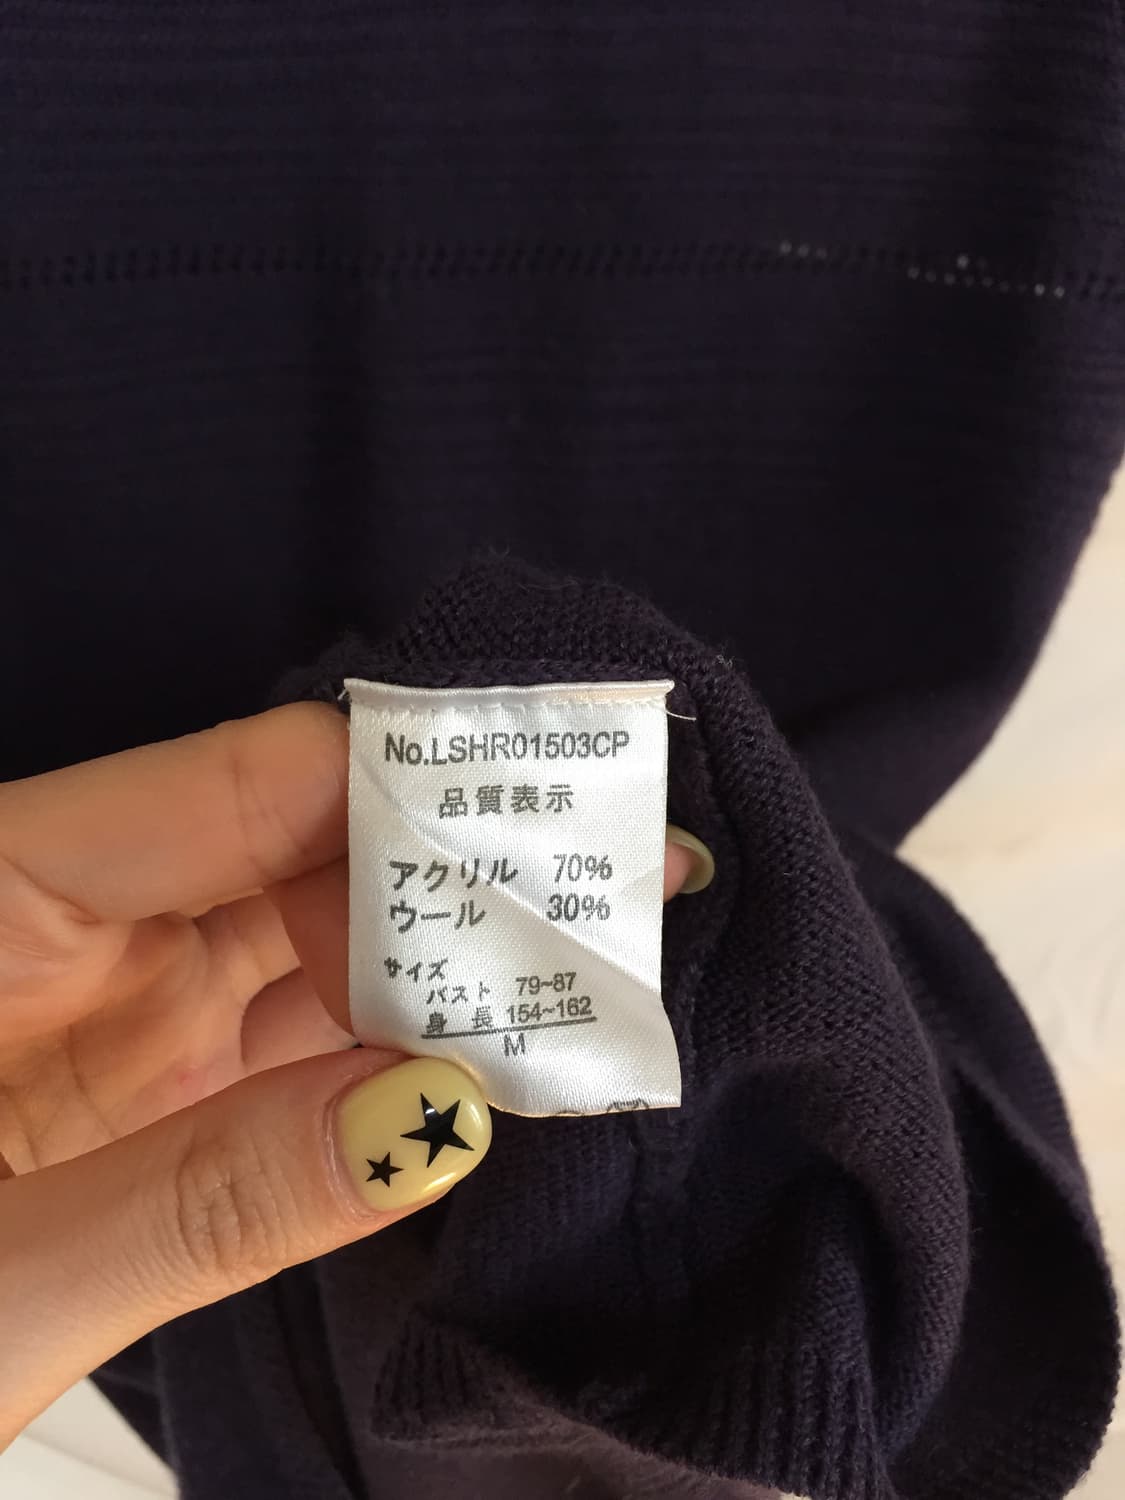 No.LSHR01503CP
品質表示
アクリル 70%
ウール 30%
サイズ
バスト 79~87
身長 154~162
M